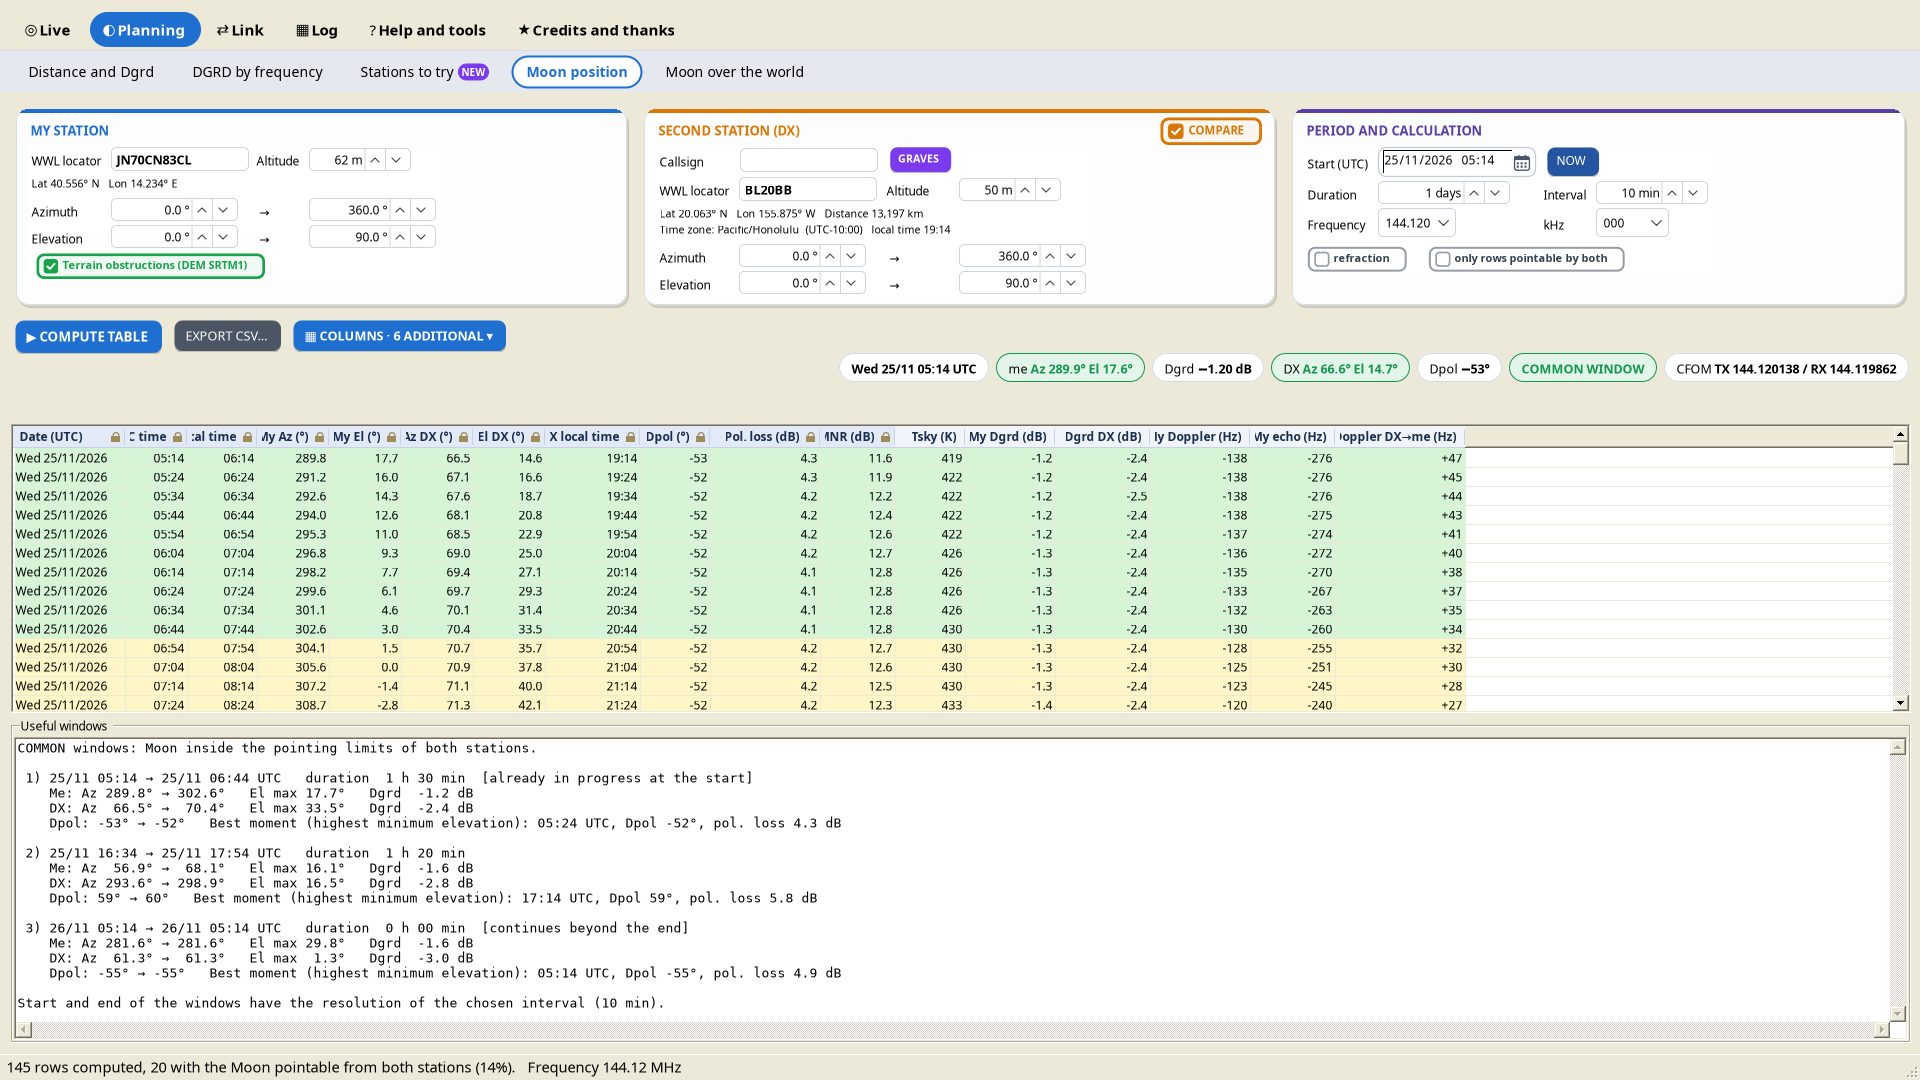 ◎ Live ◐ Planning ⇄ Link ▦ Log ? Help and tools ★ Credits and thanks
Distance and Dgrd DGRD by frequency Stations to try NEW Moon position Moon over the world
MY STATION
WWL locator JN70CN83CL Altitude 62 m
Lat 40.556° N Lon 14.234° E
Azimuth 0.0 ° → 360.0 °
Elevation 0.0 ° → 90.0 °
Terrain obstructions (DEM SRTM1)
SECOND STATION (DX) COMPARE
Callsign GRAVES
WWL locator BL20BB Altitude 50 m
Lat 20.063° N Lon 155.875° W Distance 13,197 km
Time zone: Pacific/Honolulu (UTC-10:00) local time 19:14
Azimuth 0.0 ° → 360.0 °
Elevation 0.0 ° → 90.0 °
PERIOD AND CALCULATION
Start (UTC) 25/11/2026 05:14 NOW
Duration 1 days Interval 10 min
Frequency 144.120 kHz 000
refraction only rows pointable by both
▶ COMPUTE TABLE EXPORT CSV... ▦ COLUMNS · 6 ADDITIONAL ▾
Wed 25/11 05:14 UTC me Az 289.9° El 17.6° Dgrd −1.20 dB DX Az 66.6° El 14.7° Dpol −53° COMMON WINDOW CFOM TX 144.120138 / RX 144.119862
Date (UTC) C time cal time My Az (°) My El (°) Az DX (°) El DX (°) X local time Dpol (°) Pol. loss (dB) MNR (dB) Tsky (K) My Dgrd (dB) Dgrd DX (dB) ly Doppler (Hz) My echo (Hz) Doppler DX→me (Hz)
Wed 25/11/2026 05:14 06:14 289.8 17.7 66.5 14.6 19:14 -53 4.3 11.6 419 -1.2 -2.4 -138 -276 +47
Wed 25/11/2026 05:24 06:24 291.2 16.0 67.1 16.6 19:24 -52 4.3 11.9 422 -1.2 -2.4 -138 -276 +45
Wed 25/11/2026 05:34 06:34 292.6 14.3 67.6 18.7 19:34 -52 4.2 12.2 422 -1.2 -2.5 -138 -276 +44
Wed 25/11/2026 05:44 06:44 294.0 12.6 68.1 20.8 19:44 -52 4.2 12.4 422 -1.2 -2.4 -138 -275 +43
Wed 25/11/2026 05:54 06:54 295.3 11.0 68.5 22.9 19:54 -52 4.2 12.6 422 -1.2 -2.4 -137 -274 +41
Wed 25/11/2026 06:04 07:04 296.8 9.3 69.0 25.0 20:04 -52 4.2 12.7 426 -1.3 -2.4 -136 -272 +40
Wed 25/11/2026 06:14 07:14 298.2 7.7 69.4 27.1 20:14 -52 4.1 12.8 426 -1.3 -2.4 -135 -270 +38
Wed 25/11/2026 06:24 07:24 299.6 6.1 69.7 29.3 20:24 -52 4.1 12.8 426 -1.3 -2.4 -133 -267 +37
Wed 25/11/2026 06:34 07:34 301.1 4.6 70.1 31.4 20:34 -52 4.1 12.8 426 -1.3 -2.4 -132 -263 +35
Wed 25/11/2026 06:44 07:44 302.6 3.0 70.4 33.5 20:44 -52 4.1 12.8 430 -1.3 -2.4 -130 -260 +34
Wed 25/11/2026 06:54 07:54 304.1 1.5 70.7 35.7 20:54 -52 4.2 12.7 430 -1.3 -2.4 -128 -255 +32
Wed 25/11/2026 07:04 08:04 305.6 0.0 70.9 37.8 21:04 -52 4.2 12.6 430 -1.3 -2.4 -125 -251 +30
Wed 25/11/2026 07:14 08:14 307.2 -1.4 71.1 40.0 21:14 -52 4.2 12.5 430 -1.3 -2.4 -123 -245 +28
Wed 25/11/2026 07:24 08:24 308.7 -2.8 71.3 42.1 21:24 -52 4.2 12.3 433 -1.4 -2.4 -120 -240 +27
Useful windows
COMMON windows: Moon inside the pointing limits of both stations.
1) 25/11 05:14 → 25/11 06:44 UTC duration 1 h 30 min [already in progress at the start]
Me: Az 289.8° → 302.6° El max 17.7° Dgrd -1.2 dB
DX: Az 66.5° → 70.4° El max 33.5° Dgrd -2.4 dB
Dpol: -53° → -52° Best moment (highest minimum elevation): 05:24 UTC, Dpol -52°, pol. loss 4.3 dB
2) 25/11 16:34 → 25/11 17:54 UTC duration 1 h 20 min
Me: Az 56.9° → 68.1° El max 16.1° Dgrd -1.6 dB
DX: Az 293.6° → 298.9° El max 16.5° Dgrd -2.8 dB
Dpol: 59° → 60° Best moment (highest minimum elevation): 17:14 UTC, Dpol 59°, pol. loss 5.8 dB
3) 26/11 05:14 → 26/11 05:14 UTC duration 0 h 00 min [continues beyond the end]
Me: Az 281.6° → 281.6° El max 29.8° Dgrd -1.6 dB
DX: Az 61.3° → 61.3° El max 1.3° Dgrd -3.0 dB
Dpol: -55° → -55° Best moment (highest minimum elevation): 05:14 UTC, Dpol -55°, pol. loss 4.9 dB
Start and end of the windows have the resolution of the chosen interval (10 min).
145 rows computed, 20 with the Moon pointable from both stations (14%). Frequency 144.12 MHz